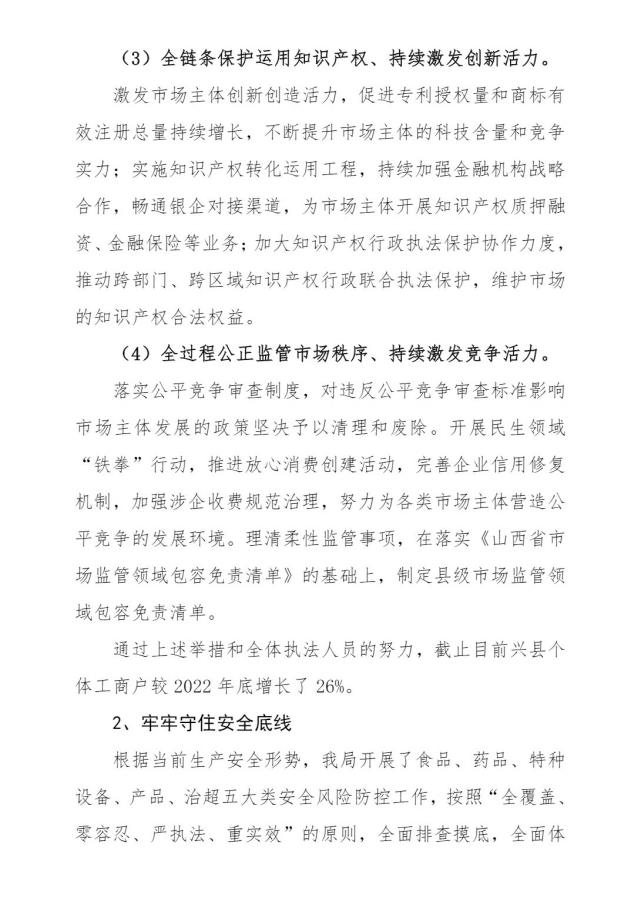 （3）全链条保护运用知识产权、持续激发创新活力。
激发市场主体创新创造活力，促进专利授权量和商标有
效注册总量持续增长，不断提升市场主体的科技含量和竞争
实力；实施知识产权转化运用工程，持续加强金融机构战略
合作，畅通银企对接渠道，为市场主体开展知识产权质押融
资、金融保险等业务；加大知识产权行政执法保护协作力度，
推动跨部门、跨区域知识产权行政联合执法保护，维护市场
的知识产权合法权益。
（4）全过程公正监管市场秩序、持续激发竞争活力。
落实公平竞争审查制度，对违反公平竞争审查标准影响
市场主体发展的政策坚决予以清理和废除。开展民生领域
“铁拳”行动，推进放心消费创建活动，完善企业信用修复
机制，加强涉企收费规范治理，努力为各类市场主体营造公
平竞争的发展环境。理清柔性监管事项，在落实《山西省市
场监管领域包容免责清单》的基础上，制定县级市场监管领
域包容免责清单。
通过上述举措和全体执法人员的努力，截止目前兴县个
体工商户较 2022 年底增长了 26%。
2、牢牢守住安全底线
根据当前生产安全形势，我局开展了食品、药品、特种
设备、产品、治超五大类安全风险防控工作，按照“全覆盖、
零容忍、严执法、重实效”的原则，全面排查摸底，全面体